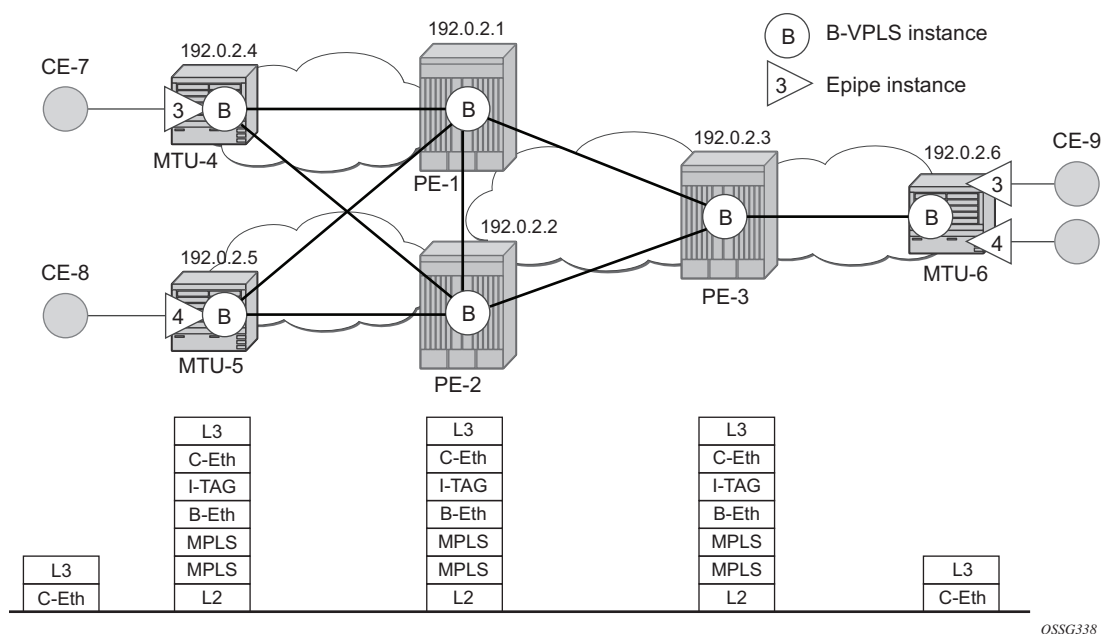 192.0.2.1
B B-VPLS instance
192.0.2.4
CE-7
3 Epipe instance
3 B
B
192.0.2.3
CE-9
MTU-4
192.0.2.6
PE-1
3
192.0.2.2
B
B
CE-8
192.0.2.5
4
MTU-6
4 B
B
PE-3
MTU-5
PE-2
L3 L3 L3
C-Eth C-Eth C-Eth
I-TAG I-TAG I-TAG
B-Eth B-Eth B-Eth
MPLS MPLS MPLS
L3 MPLS MPLS MPLS L3
C-Eth L2 L2 L2 C-Eth
OSSG338